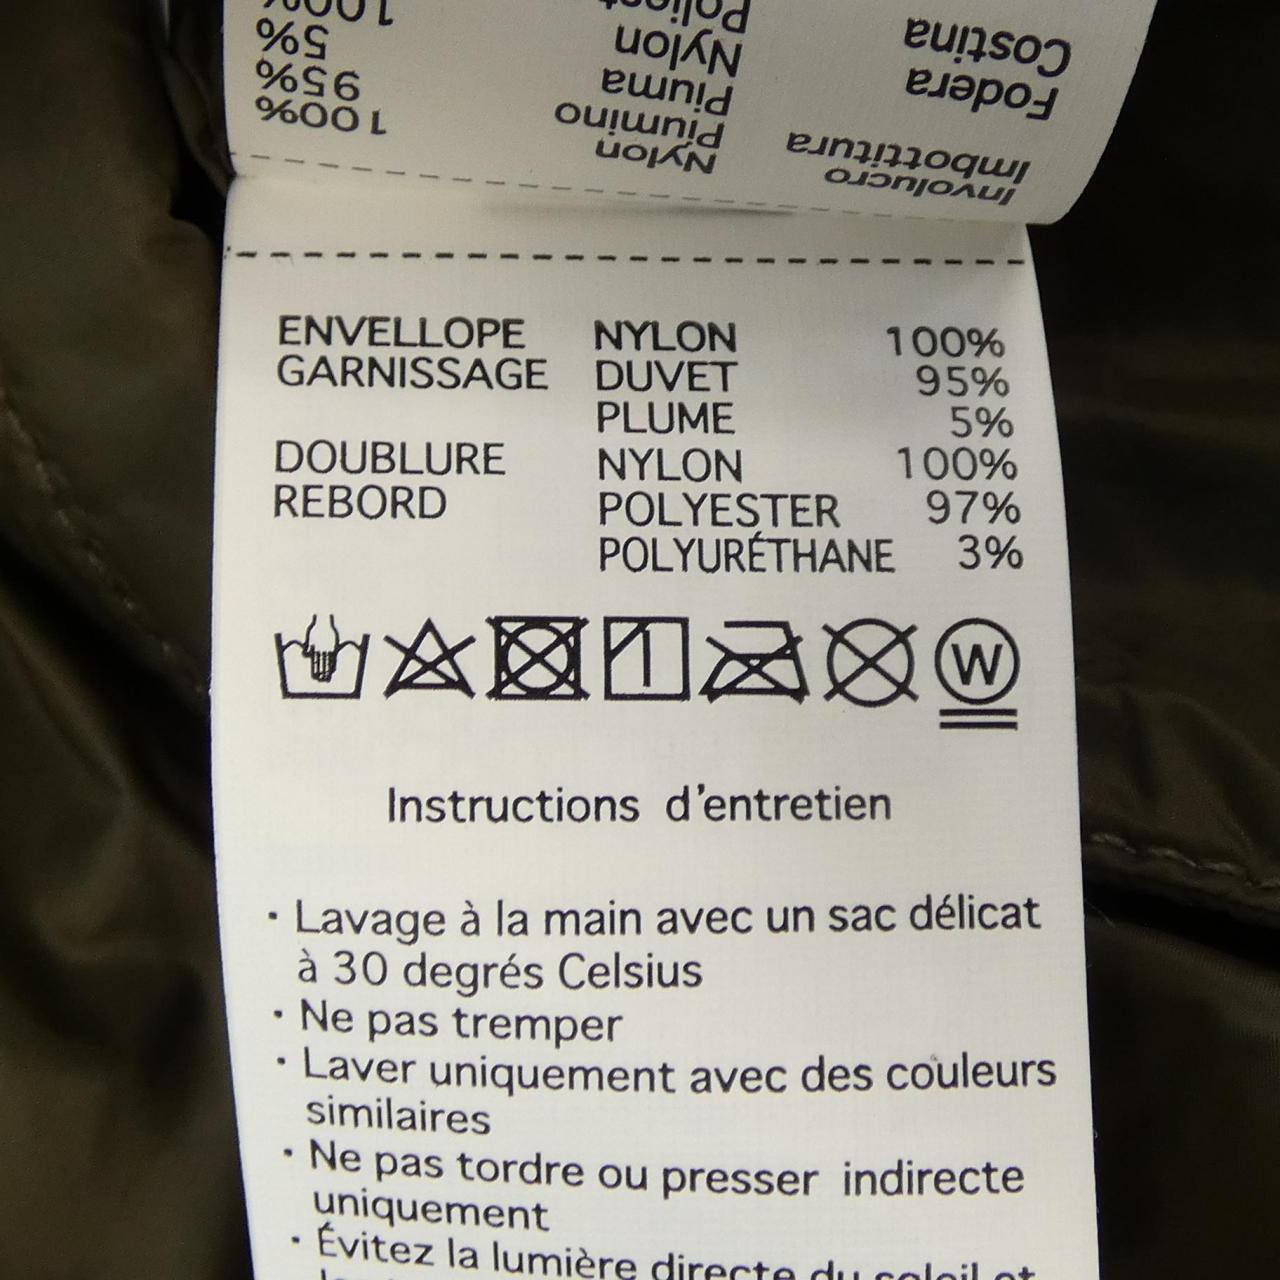 Costina Polies 100%
Fodera Nylon 5%
Imbottitura Piuma 95%
Piumino 100%
Involucro Nylon
ENVELLOPE NYLON 100%
GARNISSAGE DUVET 95%
PLUME 5%
DOUBLURE NYLON 100%
REBORD POLYESTER 97%
POLYURÉTHANE 3%
W
Instructions d'entretien
· Lavage à la main avec un sac délicat
à 30 degrés Celsius
· Ne pas tremper
· Laver uniquement avec des couleurs
similaires
· Ne pas tordre ou presser indirecte
uniquement
· Évitez la lumière directe du soleil et